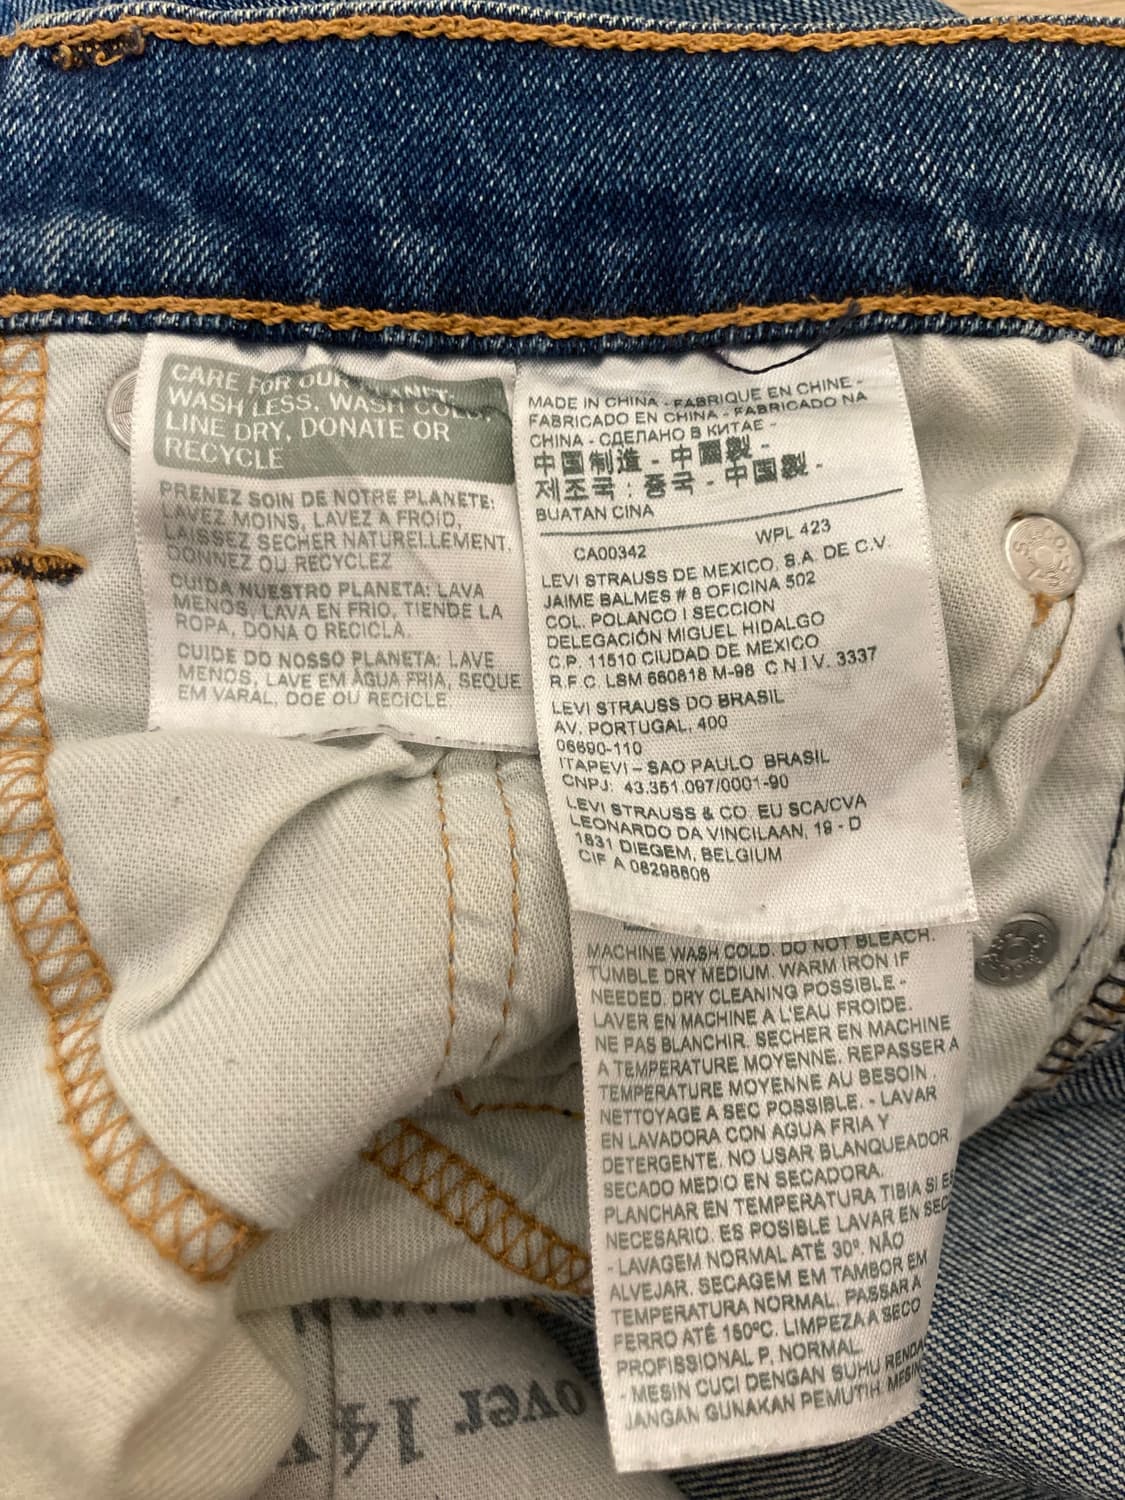 CARE FOR OUR PLANET:
WASH LESS, WASH COLD,
LINE DRY, DONATE OR
RECYCLE
PRENEZ SOIN DE NOTRE PLANETE:
LAVEZ MOINS, LAVEZ A FROID,
LAISSEZ SECHER NATURELLEMENT,
DONNEZ OU RECYCLEZ
CUIDA NUESTRO PLANETA: LAVA
MENOS, LAVA EN FRIO, TIENDE LA
ROPA, DONA O RECICLA.
CUIDE DO NOSSO PLANETA: LAVE
MENOS, LAVE EM ÁGUA FRIA, SEQUE
EM VARAL, DOE OU RECICLE.
MADE IN CHINA - FABRIQUE EN CHINE -
FABRICADO EN CHINA - FABRICADO NA
CHINA - СДЕЛАНО В КИТАЕ -
中国制造 - 中國製 -
제조국 : 중국 - 中國製 -
BUATAN CINA
CA00342 WPL 423
LEVI STRAUSS DE MEXICO, S.A. DE C.V.
JAIME BALMES # 8 OFICINA 502
COL. POLANCO I SECCION
DELEGACIÓN MIGUEL HIDALGO
C.P. 11510 CIUDAD DE MEXICO
R.F.C. LSM 660818 M-98 C N I V. 3337
LEVI STRAUSS DO BRASIL
AV. PORTUGAL, 400
06690-110
ITAPEVI – SAO PAULO BRASIL
CNPJ: 43.351.097/0001-90
LEVI STRAUSS & CO. EU SCA/CVA
LEONARDO DA VINCILAAN, 19 - D
1831 DIEGEM, BELGIUM
CIF A 08298806
MACHINE WASH COLD. DO NOT BLEACH.
TUMBLE DRY MEDIUM. WARM IRON IF
NEEDED. DRY CLEANING POSSIBLE -
LAVER EN MACHINE A L'EAU FROIDE.
NE PAS BLANCHIR. SECHER EN MACHINE
A TEMPERATURE MOYENNE. REPASSER A
TEMPERATURE MOYENNE AU BESOIN .
NETTOYAGE A SEC POSSIBLE. - LAVAR
EN LAVADORA CON AGUA FRIA Y
DETERGENTE. NO USAR BLANQUEADOR.
SECADO MEDIO EN SECADORA.
PLANCHAR EN TEMPERATURA TIBIA SI ES
NECESARIO. ES POSIBLE LAVAR EN SEC
- LAVAGEM NORMAL ATÉ 30º. NÃO
ALVEJAR. SECAGEM EM TAMBOR EM
TEMPERATURA NORMAL. PASSAR A
FERRO ATÉ 150ºC. LIMPEZA A SECO
PROFISSIONAL P, NORMAL
- MESIN CUCI DENGAN SUHU RENDA
JANGAN GUNAKAN PEMUTIH. MESIN
over 14